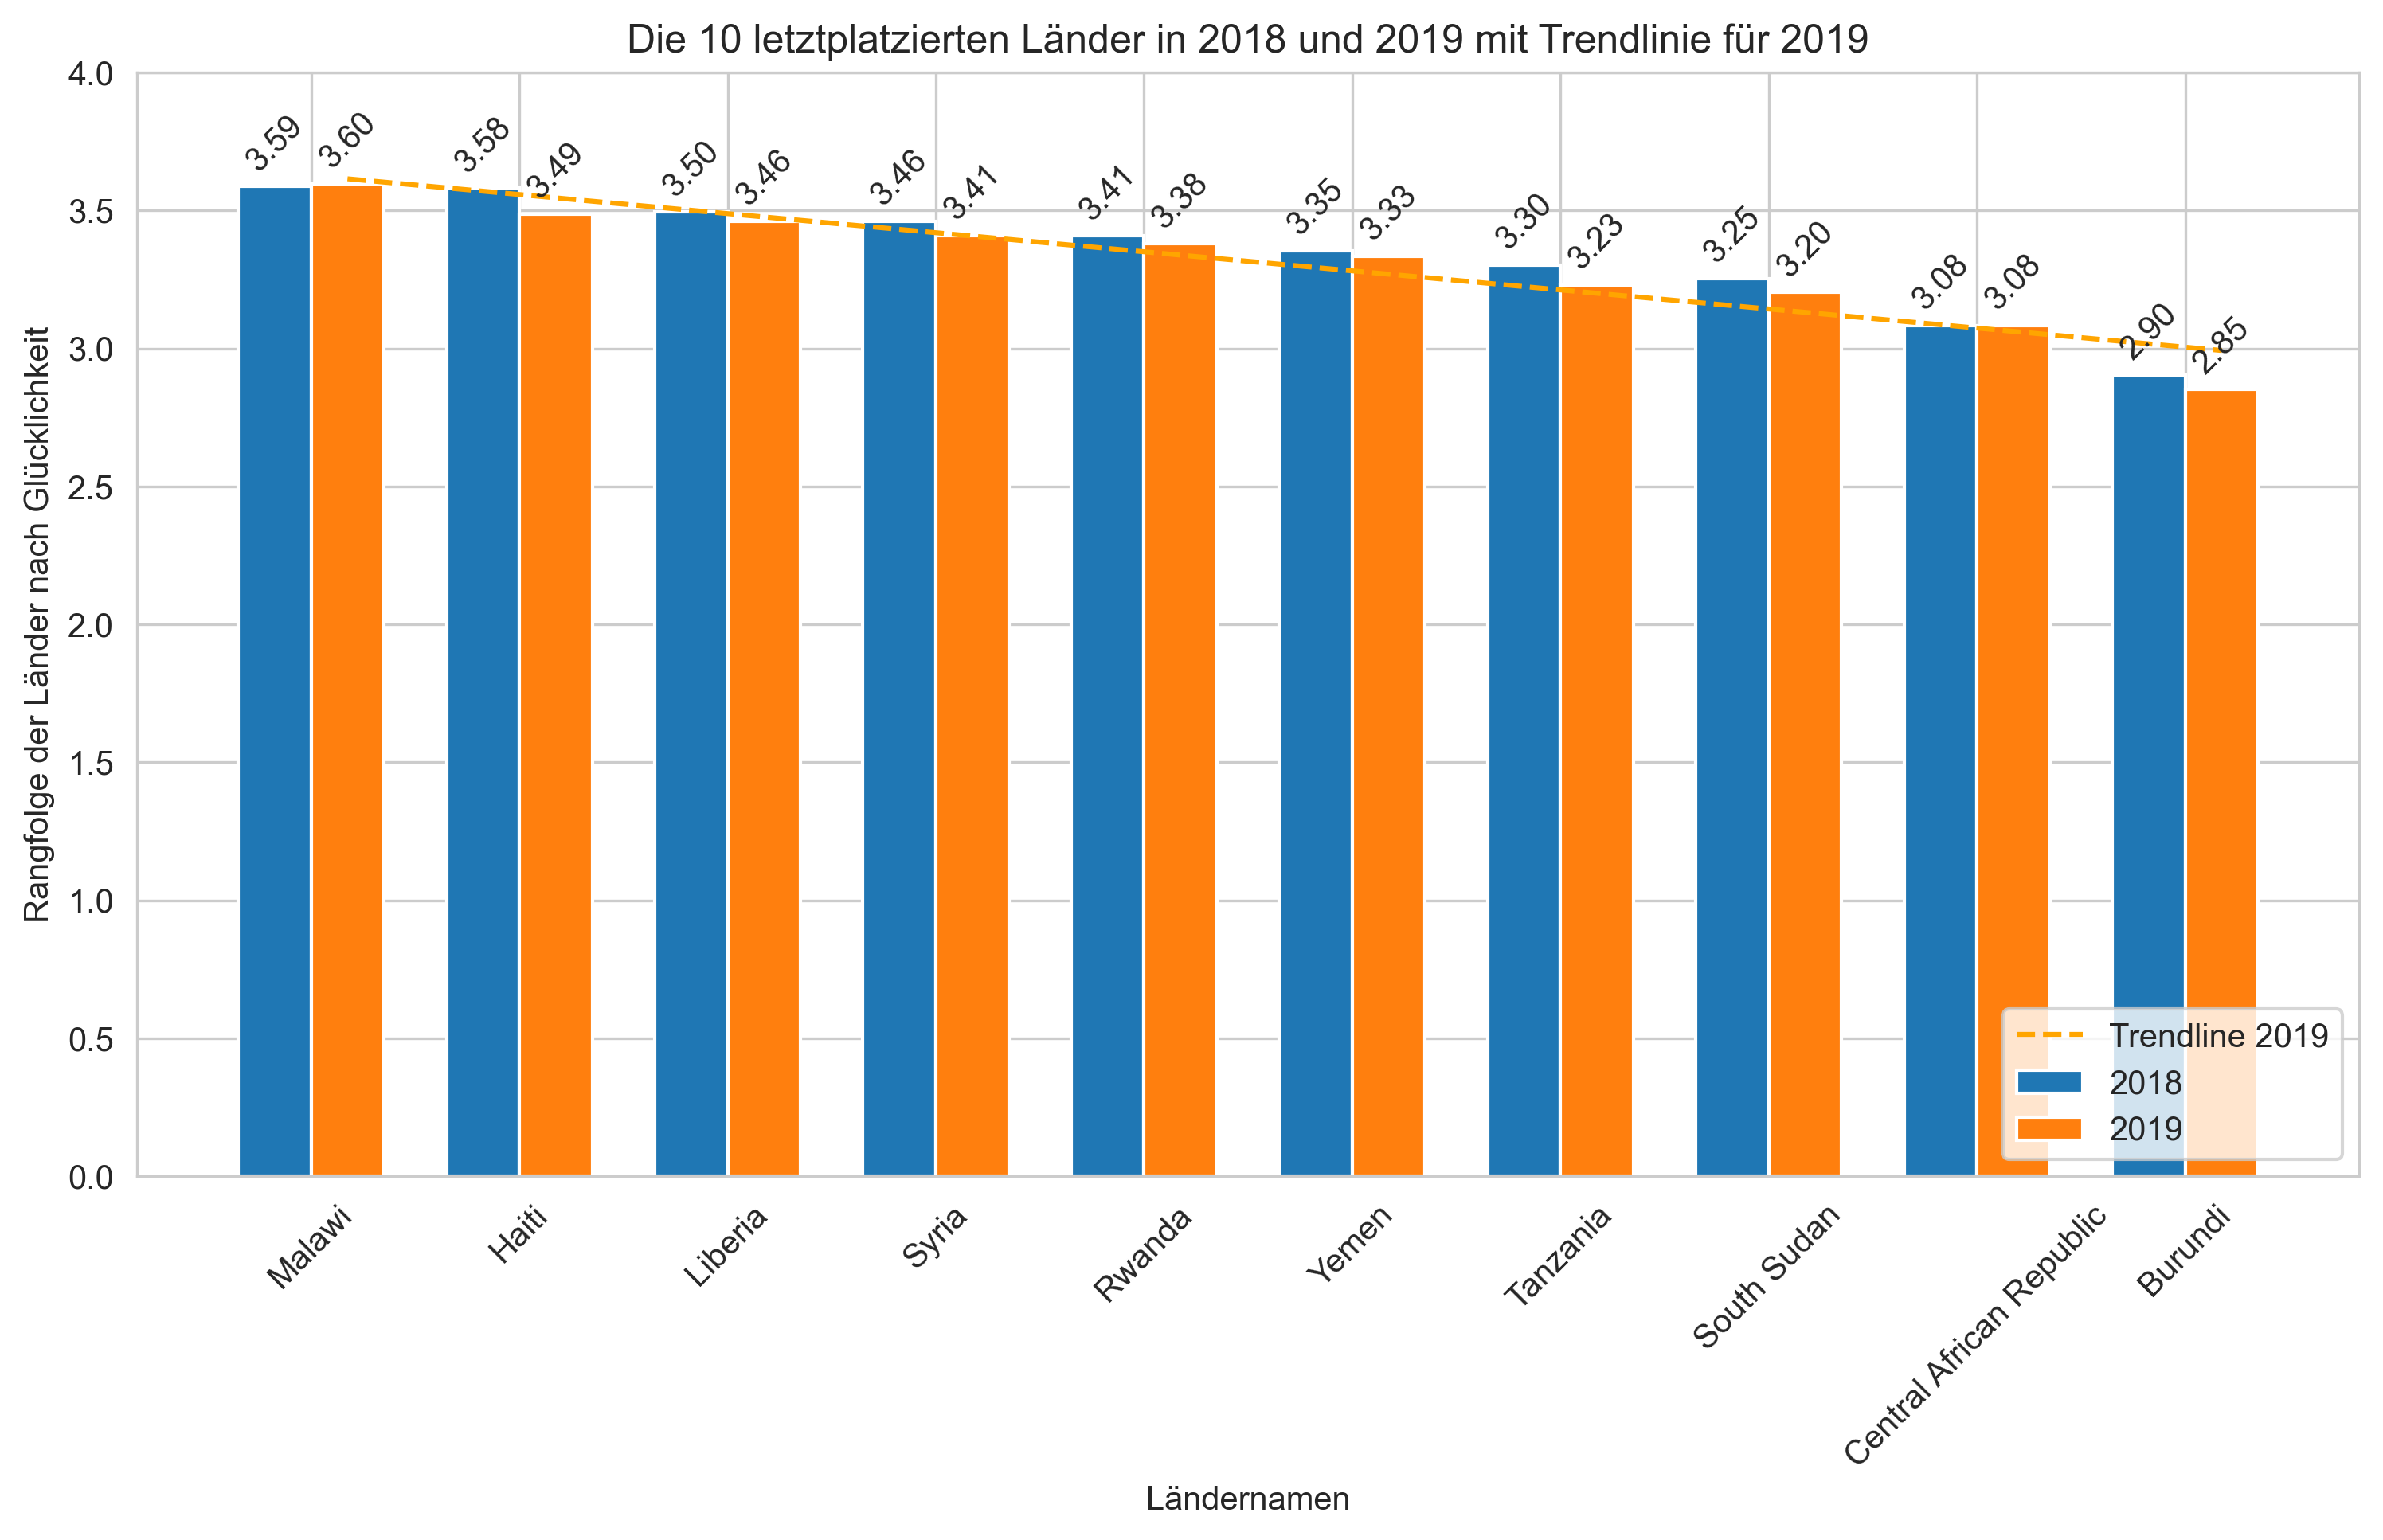 Die 10 letztplatzierten Länder in 2018 und 2019 mit Trendlinie für 2019
Rangfolge der Länder nach Glücklichkeit
4.0
3.5
3.0
2.5
2.0
1.5
1.0
0.5
0.0
3.59
3.60
3.58
3.49
3.50
3.46
3.46
3.41
3.41
3.38
3.35
3.33
3.30
3.23
3.25
3.20
3.08
3.08
2.90
2.85
Trendline 2019
2018
2019
Malawi
Haiti
Liberia
Syria
Rwanda
Yemen
Tanzania
South Sudan
Central African Republic
Burundi
Ländernamen